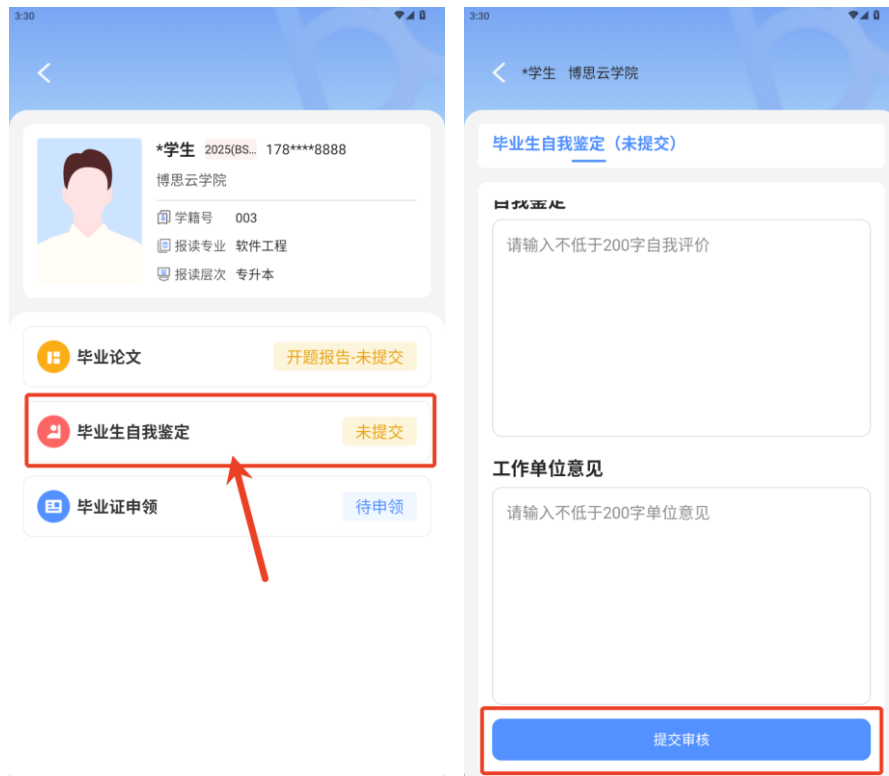 3:30
*学生 2025(BS... 178****8888
博思云学院
学籍号 003
报读专业 软件工程
报读层次 专升本
毕业论文 开题报告-未提交
毕业生自我鉴定 未提交
毕业证申领 待申领
3:30
*学生 博思云学院
毕业生自我鉴定（未提交）
自我鉴定
请输入不低于200字自我评价
工作单位意见
请输入不低于200字单位意见
提交审核